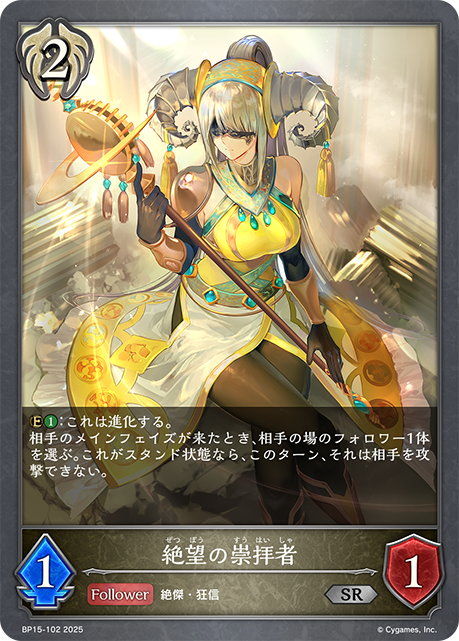 2
E 1：これは進化する。
相手のメインフェイズが来たとき、相手の場のフォロワー1体
を選ぶ。これがスタンド状態なら、このターン、それは相手を攻
撃できない。
ぜつ ぼう すう はい しゃ
絶望の崇拝者
1
Follower 絶傑・狂信
SR
1
BP15-102 2025
© Cygames, Inc.